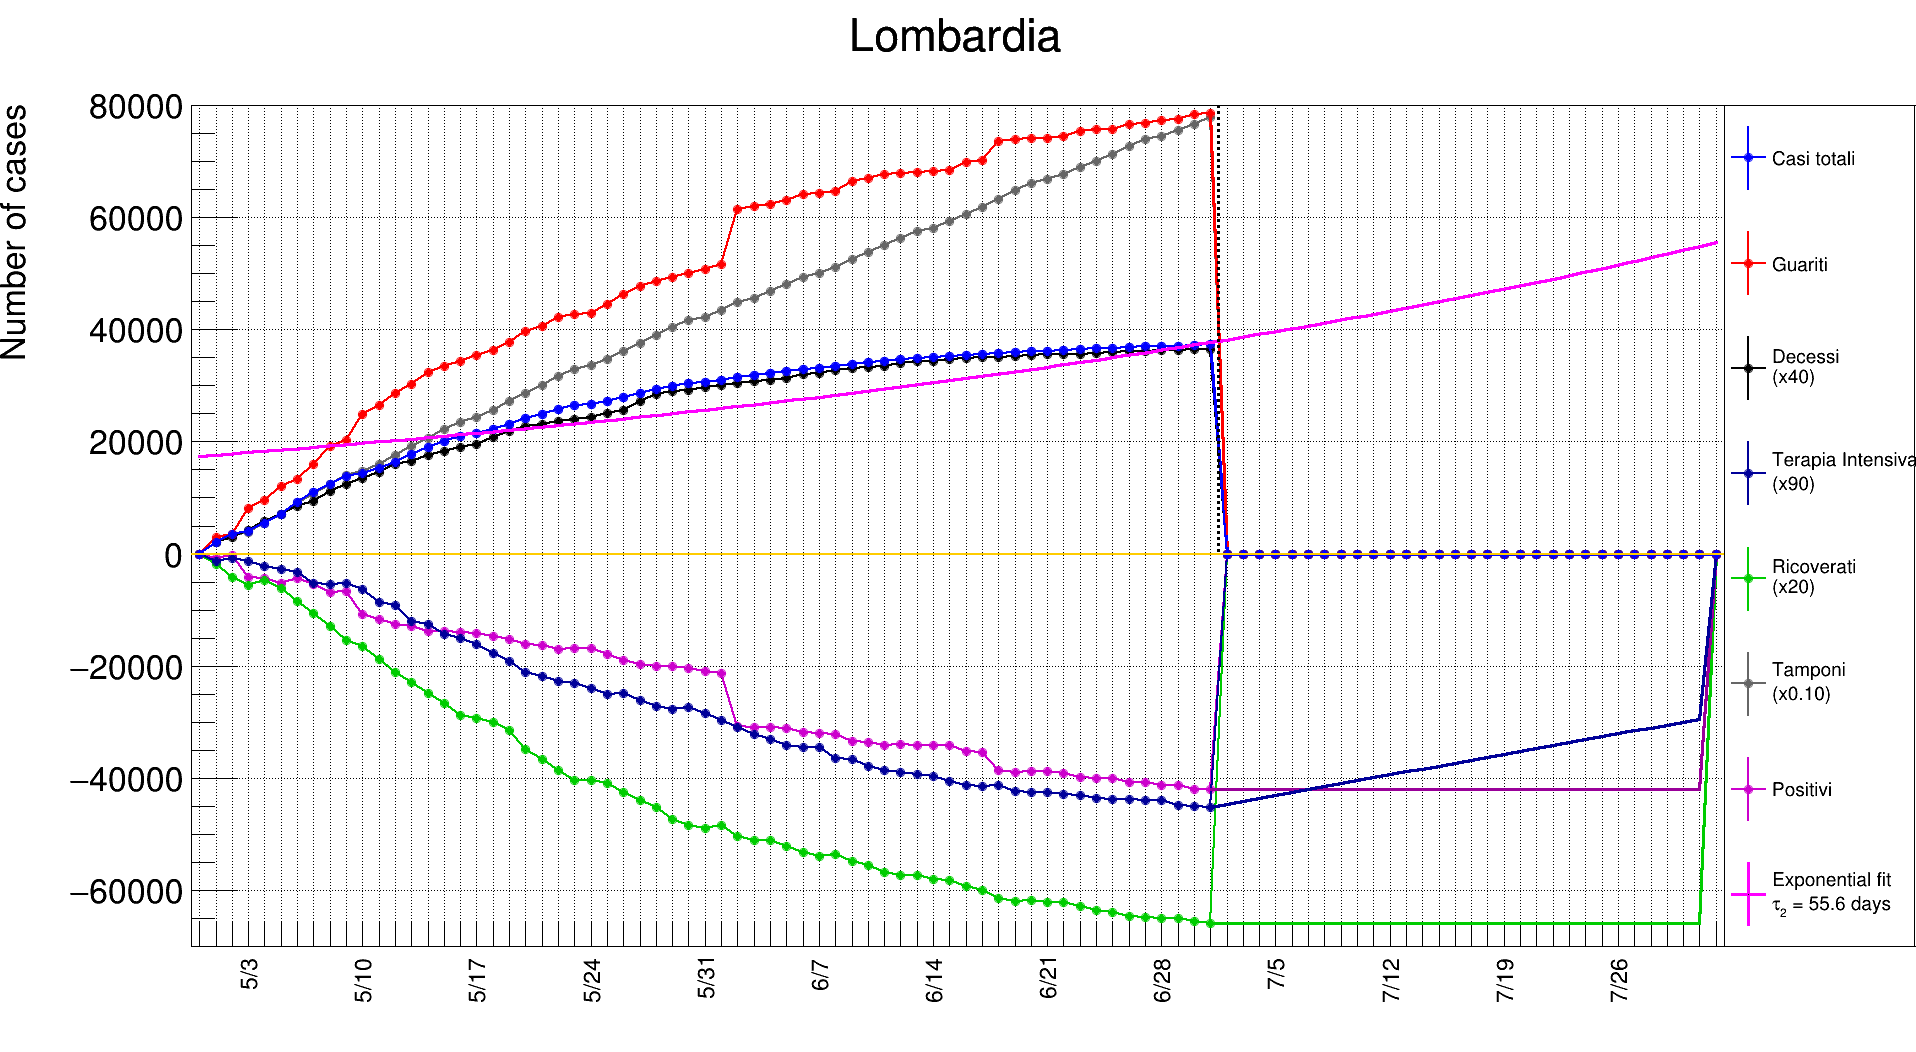 Lombardia
Number of cases
80000
60000
40000
20000
0
−20000
−40000
−60000
5/3
5/10
5/17
5/24
5/31
6/7
6/14
6/21
6/28
7/5
7/12
7/19
7/26
Casi totali
Guariti
Decessi
(x40)
Terapia Intensiva
(x90)
Ricoverati
(x20)
Tamponi
(x0.10)
Positivi
Exponential fit
τ₂ = 55.6 days